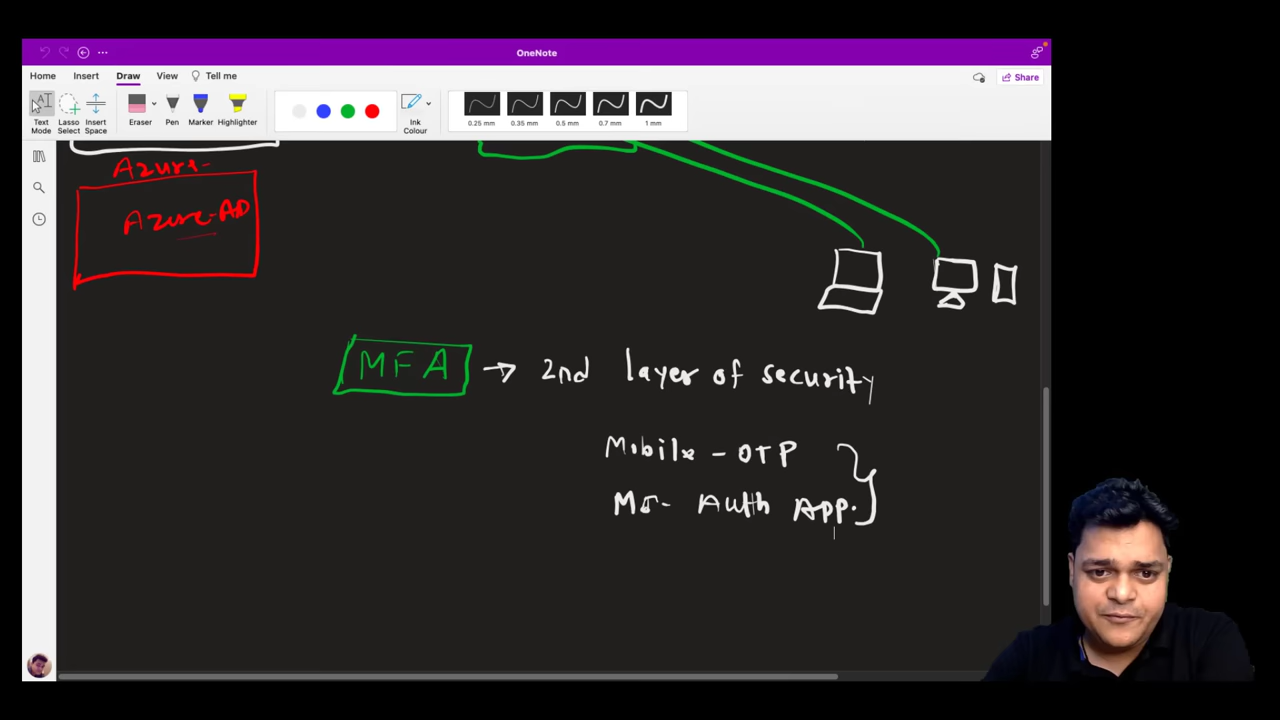 OneNote
Home Insert Draw View Tell me
Share
Text Mode
Lasso Select
Insert Space
Eraser
Pen
Marker
Highlighter
Ink Colour
0.25 mm 0.35 mm 0.5 mm 0.7 mm 1 mm
Azure
Azure-AD
MFA → 2nd layer of security
Mobile - OTP
MS- Auth App.